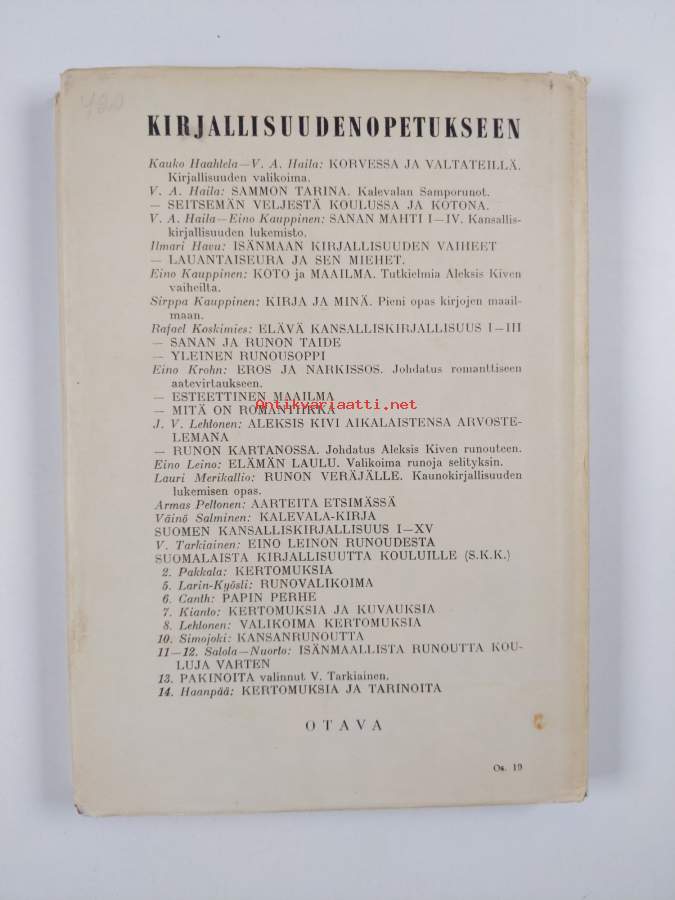 420
KIRJALLISUUDENOPETUKSEEN
Kauko Haahtela—V. A. Haila: KORVESSA JA VALTATEILLÄ.
Kirjallisuuden valikoima.
V. A. Haila: SAMMON TARINA. Kalevalan Samporunot.
— SEITSEMÄN VELJESTÄ KOULUSSA JA KOTONA.
V. A. Haila—Eino Kauppinen: SANAN MAHTI I—IV. Kansallis-
kirjallisuuden lukemisto.
Ilmari Havu: ISÄNMAAN KIRJALLISUUDEN VAIHEET
— LAUANTAISEURA JA SEN MIEHET.
Eino Kauppinen: KOTO ja MAAILMA. Tutkielmia Aleksis Kiven
vaiheilta.
Sirppa Kauppinen: KIRJA JA MINÄ. Pieni opas kirjojen maail-
maan.
Rafael Koskimies: ELÄVÄ KANSALLISKIRJALLISUUS I—III
— SANAN JA RUNON TAIDE
— YLEINEN RUNOUSOPPI
Eino Krohn: EROS JA NARKISSOS. Johdatus romanttiseen
aatevirtaukseen.
— ESTEETTINEN MAAILMA
Antikvariaatti.net
— MITÄ ON ROMANTIIKKA
J. V. Lehtonen: ALEKSIS KIVI AIKALAISTENSA ARVOSTE-
LEMANA
— RUNON KARTANOSSA. Johdatus Aleksis Kiven runouteen.
Eino Leino: ELÄMÄN LAULU. Valikoima runoja selityksin.
Lauri Merikallio: RUNON VERÄJÄLLE. Kaunokirjallisuuden
lukemisen opas.
Armas Peltonen: AARTEITA ETSIMÄSSÄ
Väinö Salminen: KALEVALA-KIRJA
SUOMEN KANSALLISKIRJALLISUUS I—XV
V. Tarkiainen: EINO LEINON RUNOUDESTA
SUOMALAISTA KIRJALLISUUTTA KOULUILLE (S.K.K.)
2. Pakkala: KERTOMUKSIA
5. Larin-Kyösti: RUNOVALIKOIMA
6. Canth: PAPIN PERHE
7. Kianto: KERTOMUKSIA JA KUVAUKSIA
8. Lehtonen: VALIKOIMA KERTOMUKSIA
10. Simojoki: KANSANRUNOUTTA
11—12. Salola—Nuorto: ISÄNMAALLISTA RUNOUTTA KOU-
LUJA VARTEN
13. PAKINOITA valinnut V. Tarkiainen.
14. Haanpää: KERTOMUKSIA JA TARINOITA
OTAVA
Os. 19